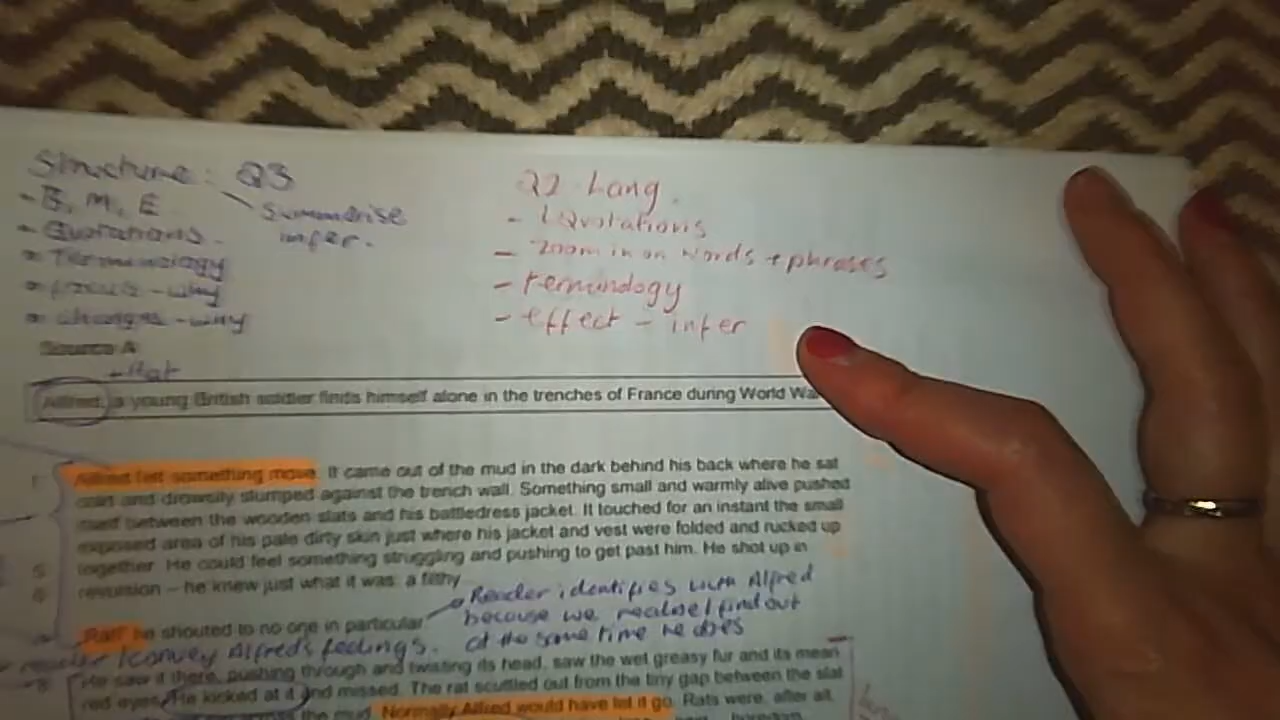 Structure: Q3
- B, M, E
Summarise
infer.
- Quotations.
- Terminology
- focus - why
- changes - why
Q2 Lang.
- Quotations
- zoom in on words + phrases
- terminology
- effect - infer
Source A
+Rat
Alfred, a young British soldier finds himself alone in the trenches of France during World War
Alfred felt something move. It came out of the mud in the dark behind his back where he sat
and drowsily slumped against the trench wall. Something small and warmly alive pushed
itself between the wooden slats and his battledress jacket. It touched for an instant the small
exposed area of his pale dirty skin just where his jacket and vest were folded and rucked up
5
together. He could feel something struggling and pushing to get past him. He shot up in
revulsion – he knew just what it was: a filthy
Reader identifies with Alfred
because we realise/find out
at the same time he does
'Rat!' he shouted to no one in particular
convey Alfred's feelings.
He saw it there, pushing through and twisting its head, saw the wet greasy fur and its mean
red eyes. He kicked at it and missed. The rat scuttled out from the tiny gap between the slat
the mud. Normally Alfred would have let it go. Rats were, after all,
boredom